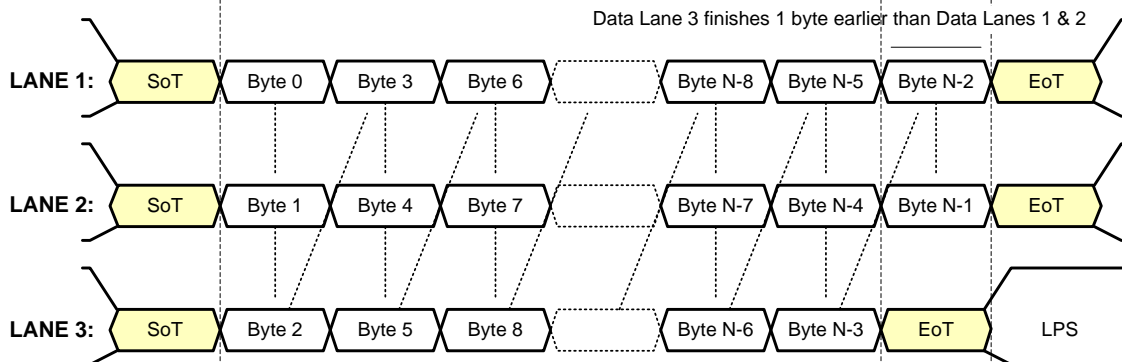 Data Lane 3 finishes 1 byte earlier than Data Lanes 1 & 2
LANE 1: SoT Byte 0 Byte 3 Byte 6 Byte N-8 Byte N-5 Byte N-2 EoT
LANE 2: SoT Byte 1 Byte 4 Byte 7 Byte N-7 Byte N-4 Byte N-1 EoT
LANE 3: SoT Byte 2 Byte 5 Byte 8 Byte N-6 Byte N-3 EoT LPS